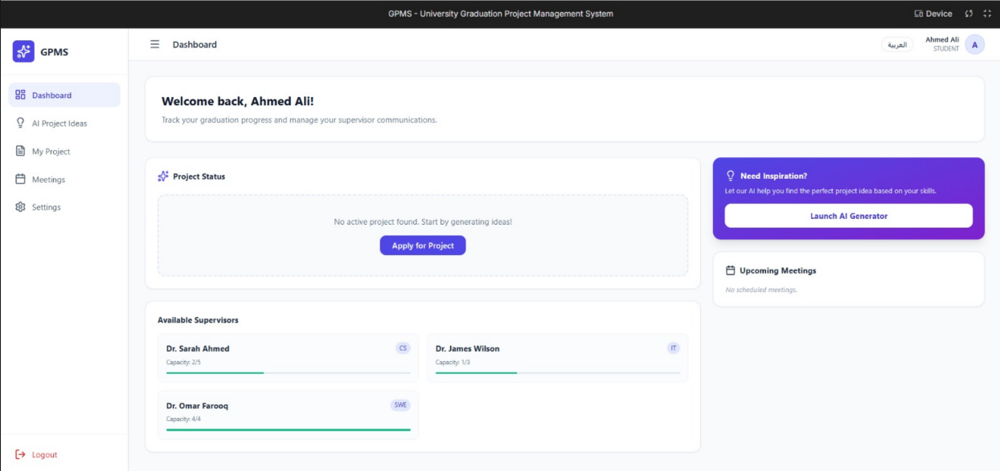 GPMS - University Graduation Project Management System
Device
GPMS
Dashboard
AI Project Ideas
My Project
Meetings
Settings
Logout
Dashboard
العربية
Ahmed Ali
STUDENT
A
Welcome back, Ahmed Ali!
Track your graduation progress and manage your supervisor communications.
Project Status
No active project found. Start by generating ideas!
Apply for Project
Available Supervisors
Dr. Sarah Ahmed
CS
Capacity: 2/5
Dr. James Wilson
IT
Capacity: 1/3
Dr. Omar Farooq
SWE
Capacity: 4/4
Need Inspiration?
Let our AI help you find the perfect project idea based on your skills.
Launch AI Generator
Upcoming Meetings
No scheduled meetings.